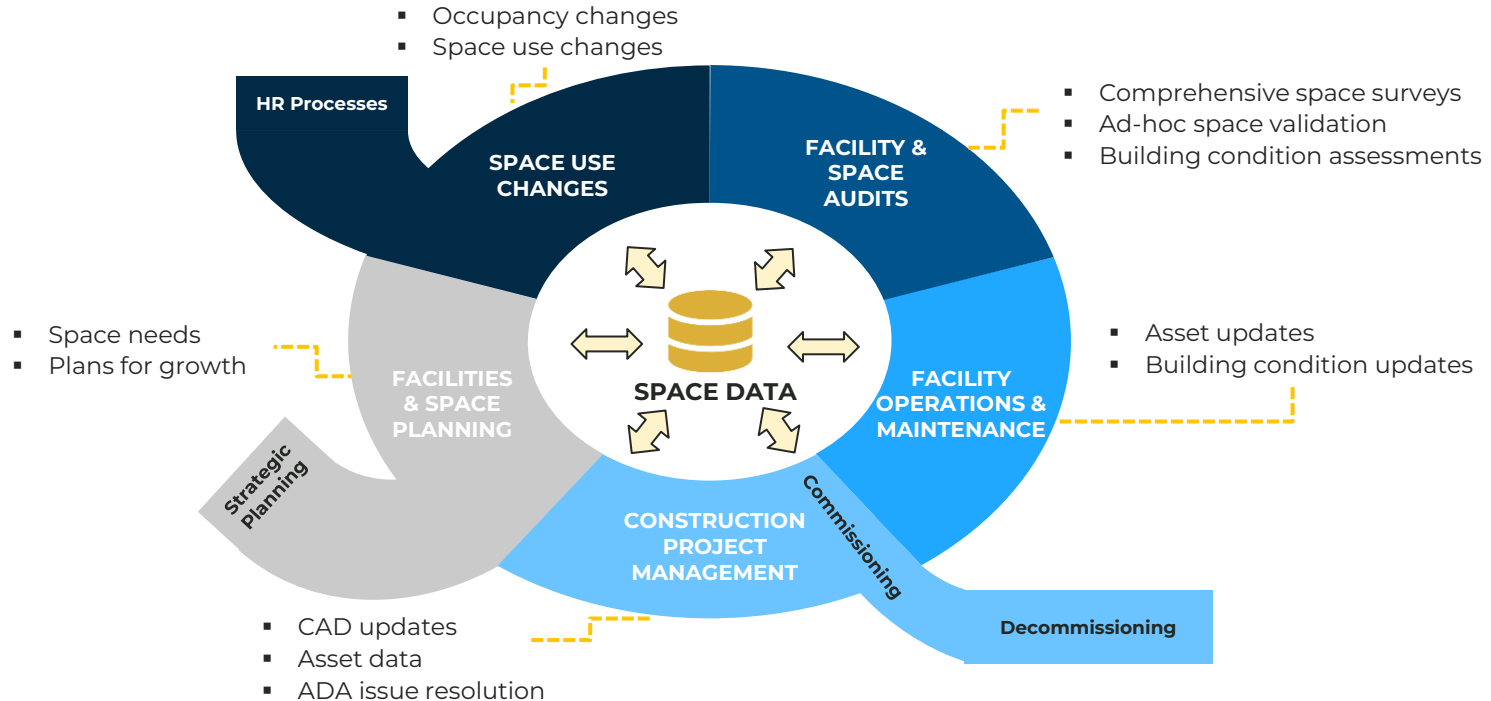 ▪ Occupancy changes
▪ Space use changes
HR Processes
SPACE USE
CHANGES
FACILITY &
SPACE
AUDITS
▪ Comprehensive space surveys
▪ Ad-hoc space validation
▪ Building condition assessments
▪ Space needs
▪ Plans for growth
FACILITIES
& SPACE
PLANNING
SPACE DATA
FACILITY
OPERATIONS &
MAINTENANCE
▪ Asset updates
▪ Building condition updates
Strategic
Planning
CONSTRUCTION
PROJECT
MANAGEMENT
Commissioning
Decommissioning
▪ CAD updates
▪ Asset data
▪ ADA issue resolution